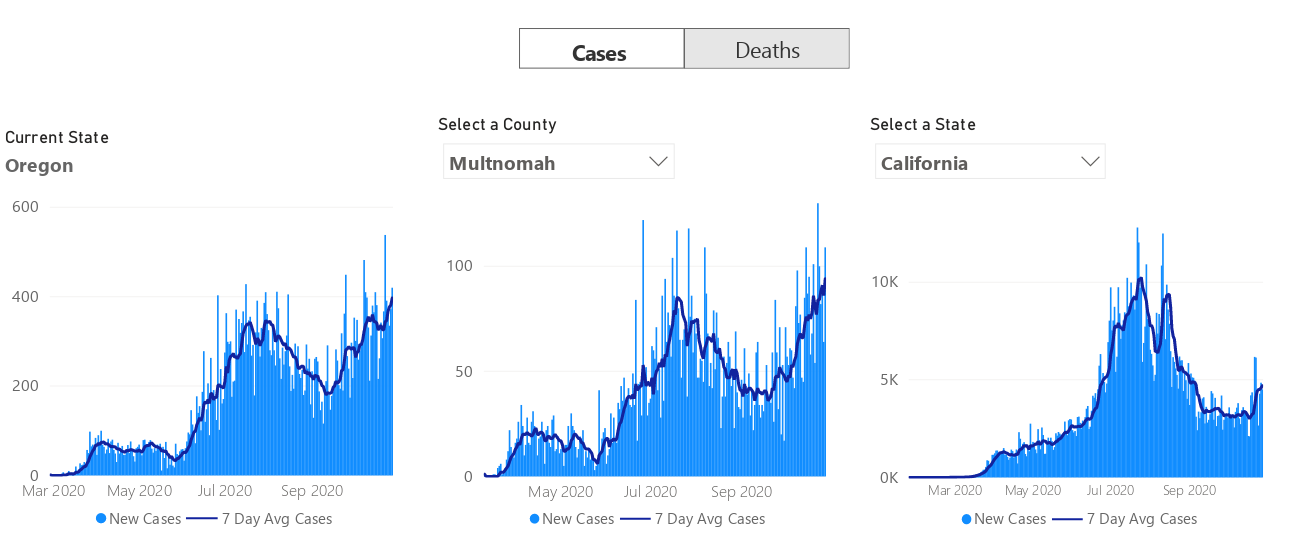 Cases Deaths
Current State
Oregon
600
400
200
0
Mar 2020 May 2020 Jul 2020 Sep 2020
New Cases 7 Day Avg Cases
Select a County
Multnomah
100
50
0
May 2020 Jul 2020 Sep 2020
New Cases 7 Day Avg Cases
Select a State
California
10K
5K
0K
Mar 2020 May 2020 Jul 2020 Sep 2020
New Cases 7 Day Avg Cases